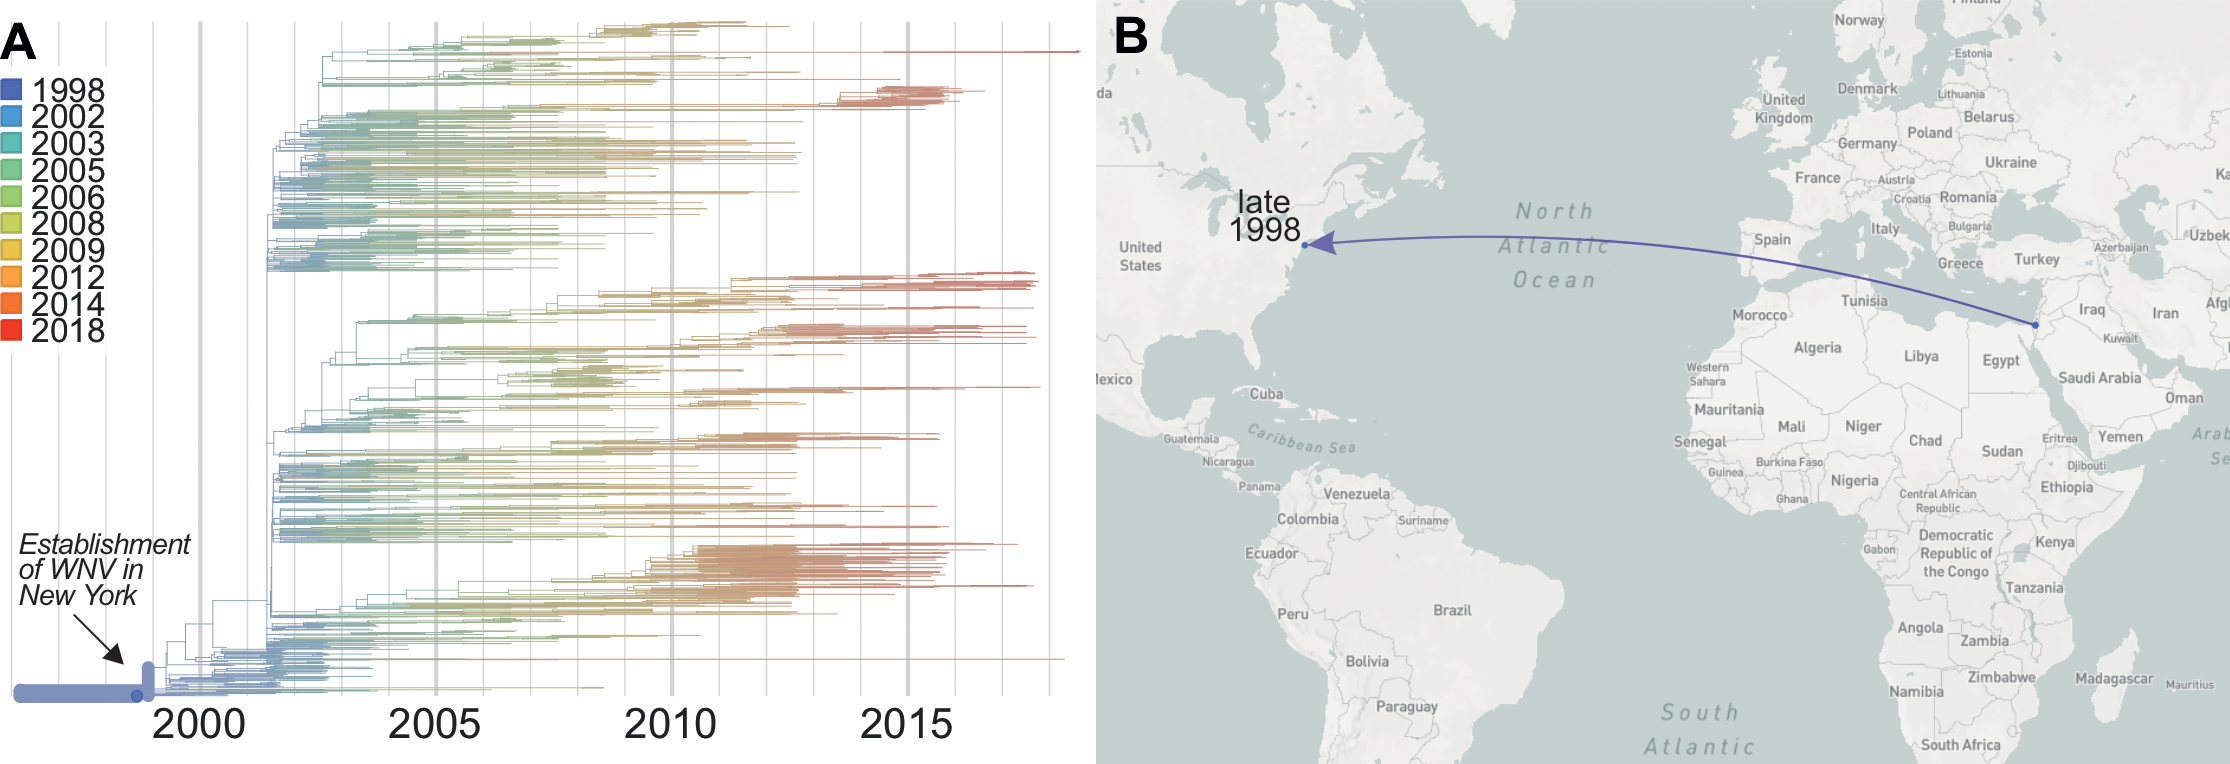 A
1998
2002
2003
2005
2006
2008
2009
2012
2014
2018
Establishment
of WNV in
New York
2000
2005
2010
2015
B
late
1998
da
United
States
Mexico
Cuba
Caribbean Sea
Guatemala
Nicaragua
Panama
Venezuela
Colombia
Suriname
Ecuador
Peru
Brazil
Bolivia
Paraguay
North
Atlantic
Ocean
South
Atlantic
Norway
Finland
Estonia
Denmark
Lithuania
United
Kingdom
Belarus
Poland
Germany
Ukraine
France
Austria
Croatia
Romania
Italy
Bulgaria
Spain
Greece
Turkey
Azerbaijan
Uzbek
Ka
Tunisia
Morocco
Iraq
Iran
Afg
Kuwait
Algeria
Libya
Egypt
Western
Sahara
Saudi Arabia
Oman
Mauritania
Mali
Niger
Chad
Sudan
Eritrea
Yemen
Arab
Se
Senegal
Guinea
Burkina Faso
Ghana
Nigeria
Central African
Republic
Djibouti
Ethiopia
Gabon
Democratic
Republic of
the Congo
Kenya
Tanzania
Angola
Zambia
Zimbabwe
Namibia
Madagascar
Mauritius
South Africa